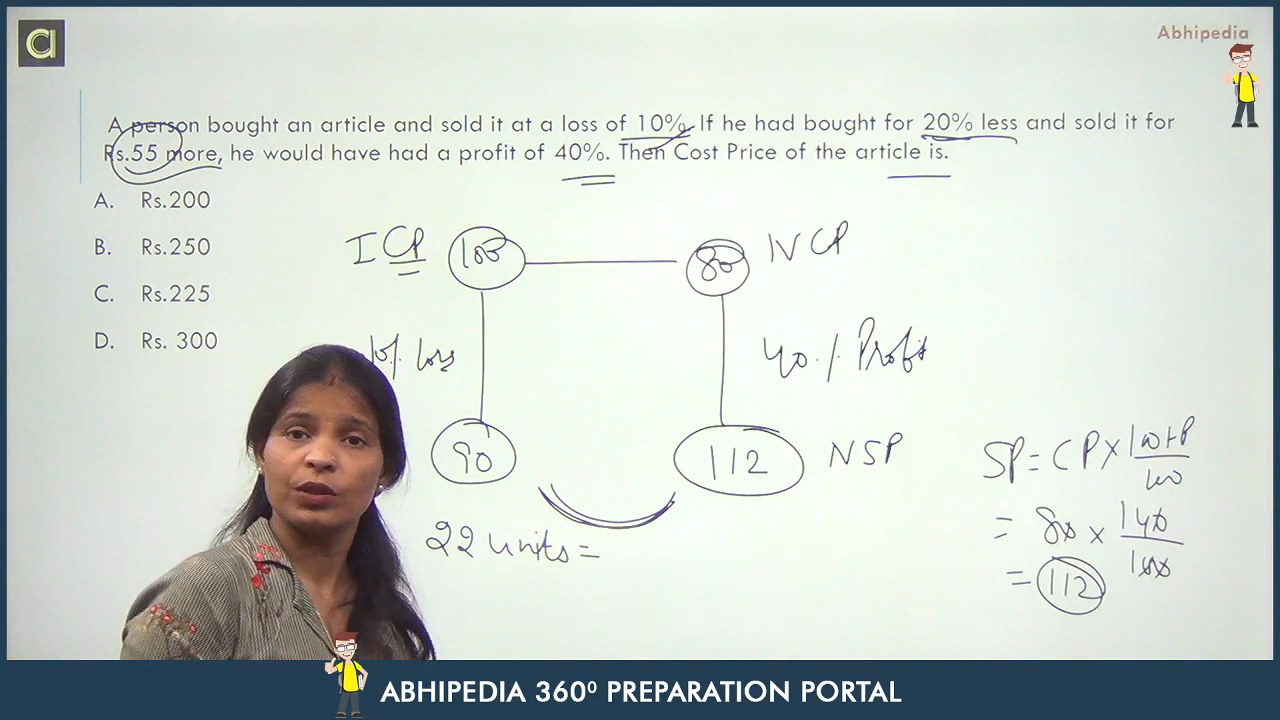 a
Abhipedia
A person bought an article and sold it at a loss of 10%. If he had bought for 20% less and sold it for
Rs.55 more, he would have had a profit of 40%. Then Cost Price of the article is.
A. Rs.200
B. Rs.250
C. Rs.225
D. Rs. 300
I CP 100 80 NCP
10% Loss 40% Profit
90 112 NSP
22 units =
SP = CP × 100+P
100
= 80 × 140
100
= 112
ABHIPEDIA 360⁰ PREPARATION PORTAL